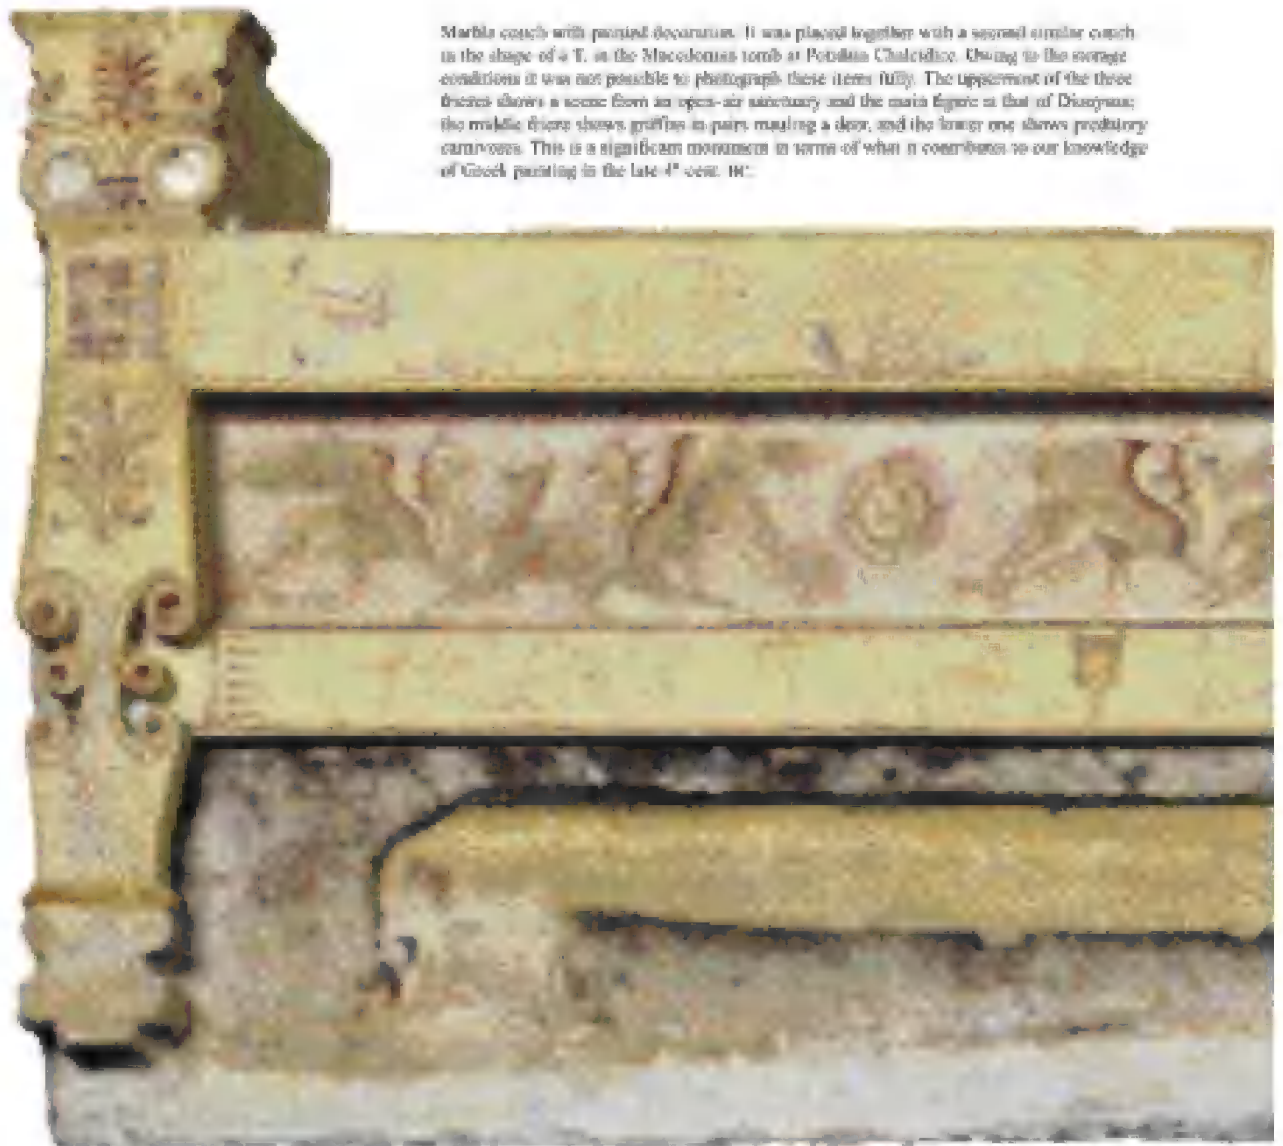 Marble couch with painted decoration. It was placed together with a second similar couch
in the shape of a Γ, in the Macedonian tomb at Potidaia Chalcidice. Owing to the storage
conditions it was not possible to photograph these items fully. The uppermost of the three
friezes shows a scene from an open-air sanctuary and the main figure is that of Dionysus;
the middle frieze shows griffins in pairs mauling a deer, and the lower one shows predatory
carnivores. This is a significant monument in terms of what it contributes to our knowledge
of Greek painting in the late 4th cent. BC.